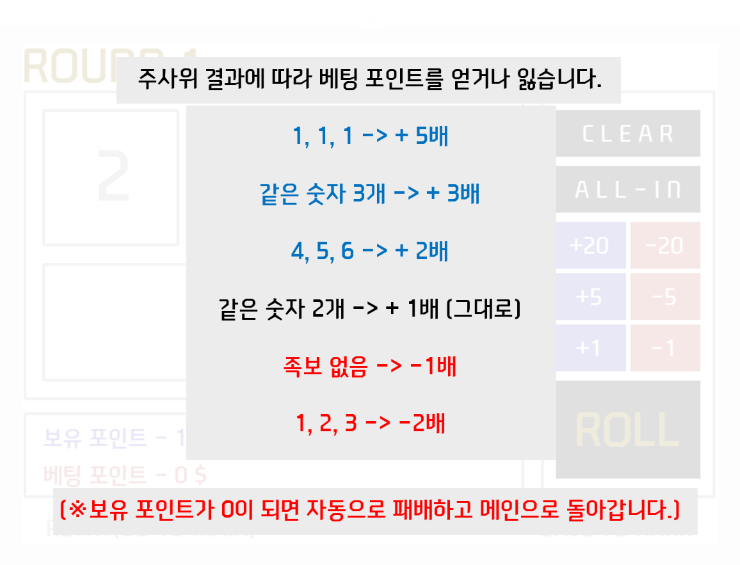 ROUND 1
주사위 결과에 따라 베팅 포인트를 얻거나 잃습니다.
2
1, 1, 1 -> + 5배
CLEAR
같은 숫자 3개 -> + 3배
ALL-IN
4, 5, 6 -> + 2배
+20 -20
같은 숫자 2개 -> + 1배 (그대로)
+5 -5
+1 -1
족보 없음 -> -1배
1, 2, 3 -> -2배
ROLL
보유 포인트 - 1
베팅 포인트 - 0 $
(※보유 포인트가 0이 되면 자동으로 패배하고 메인으로 돌아갑니다.)